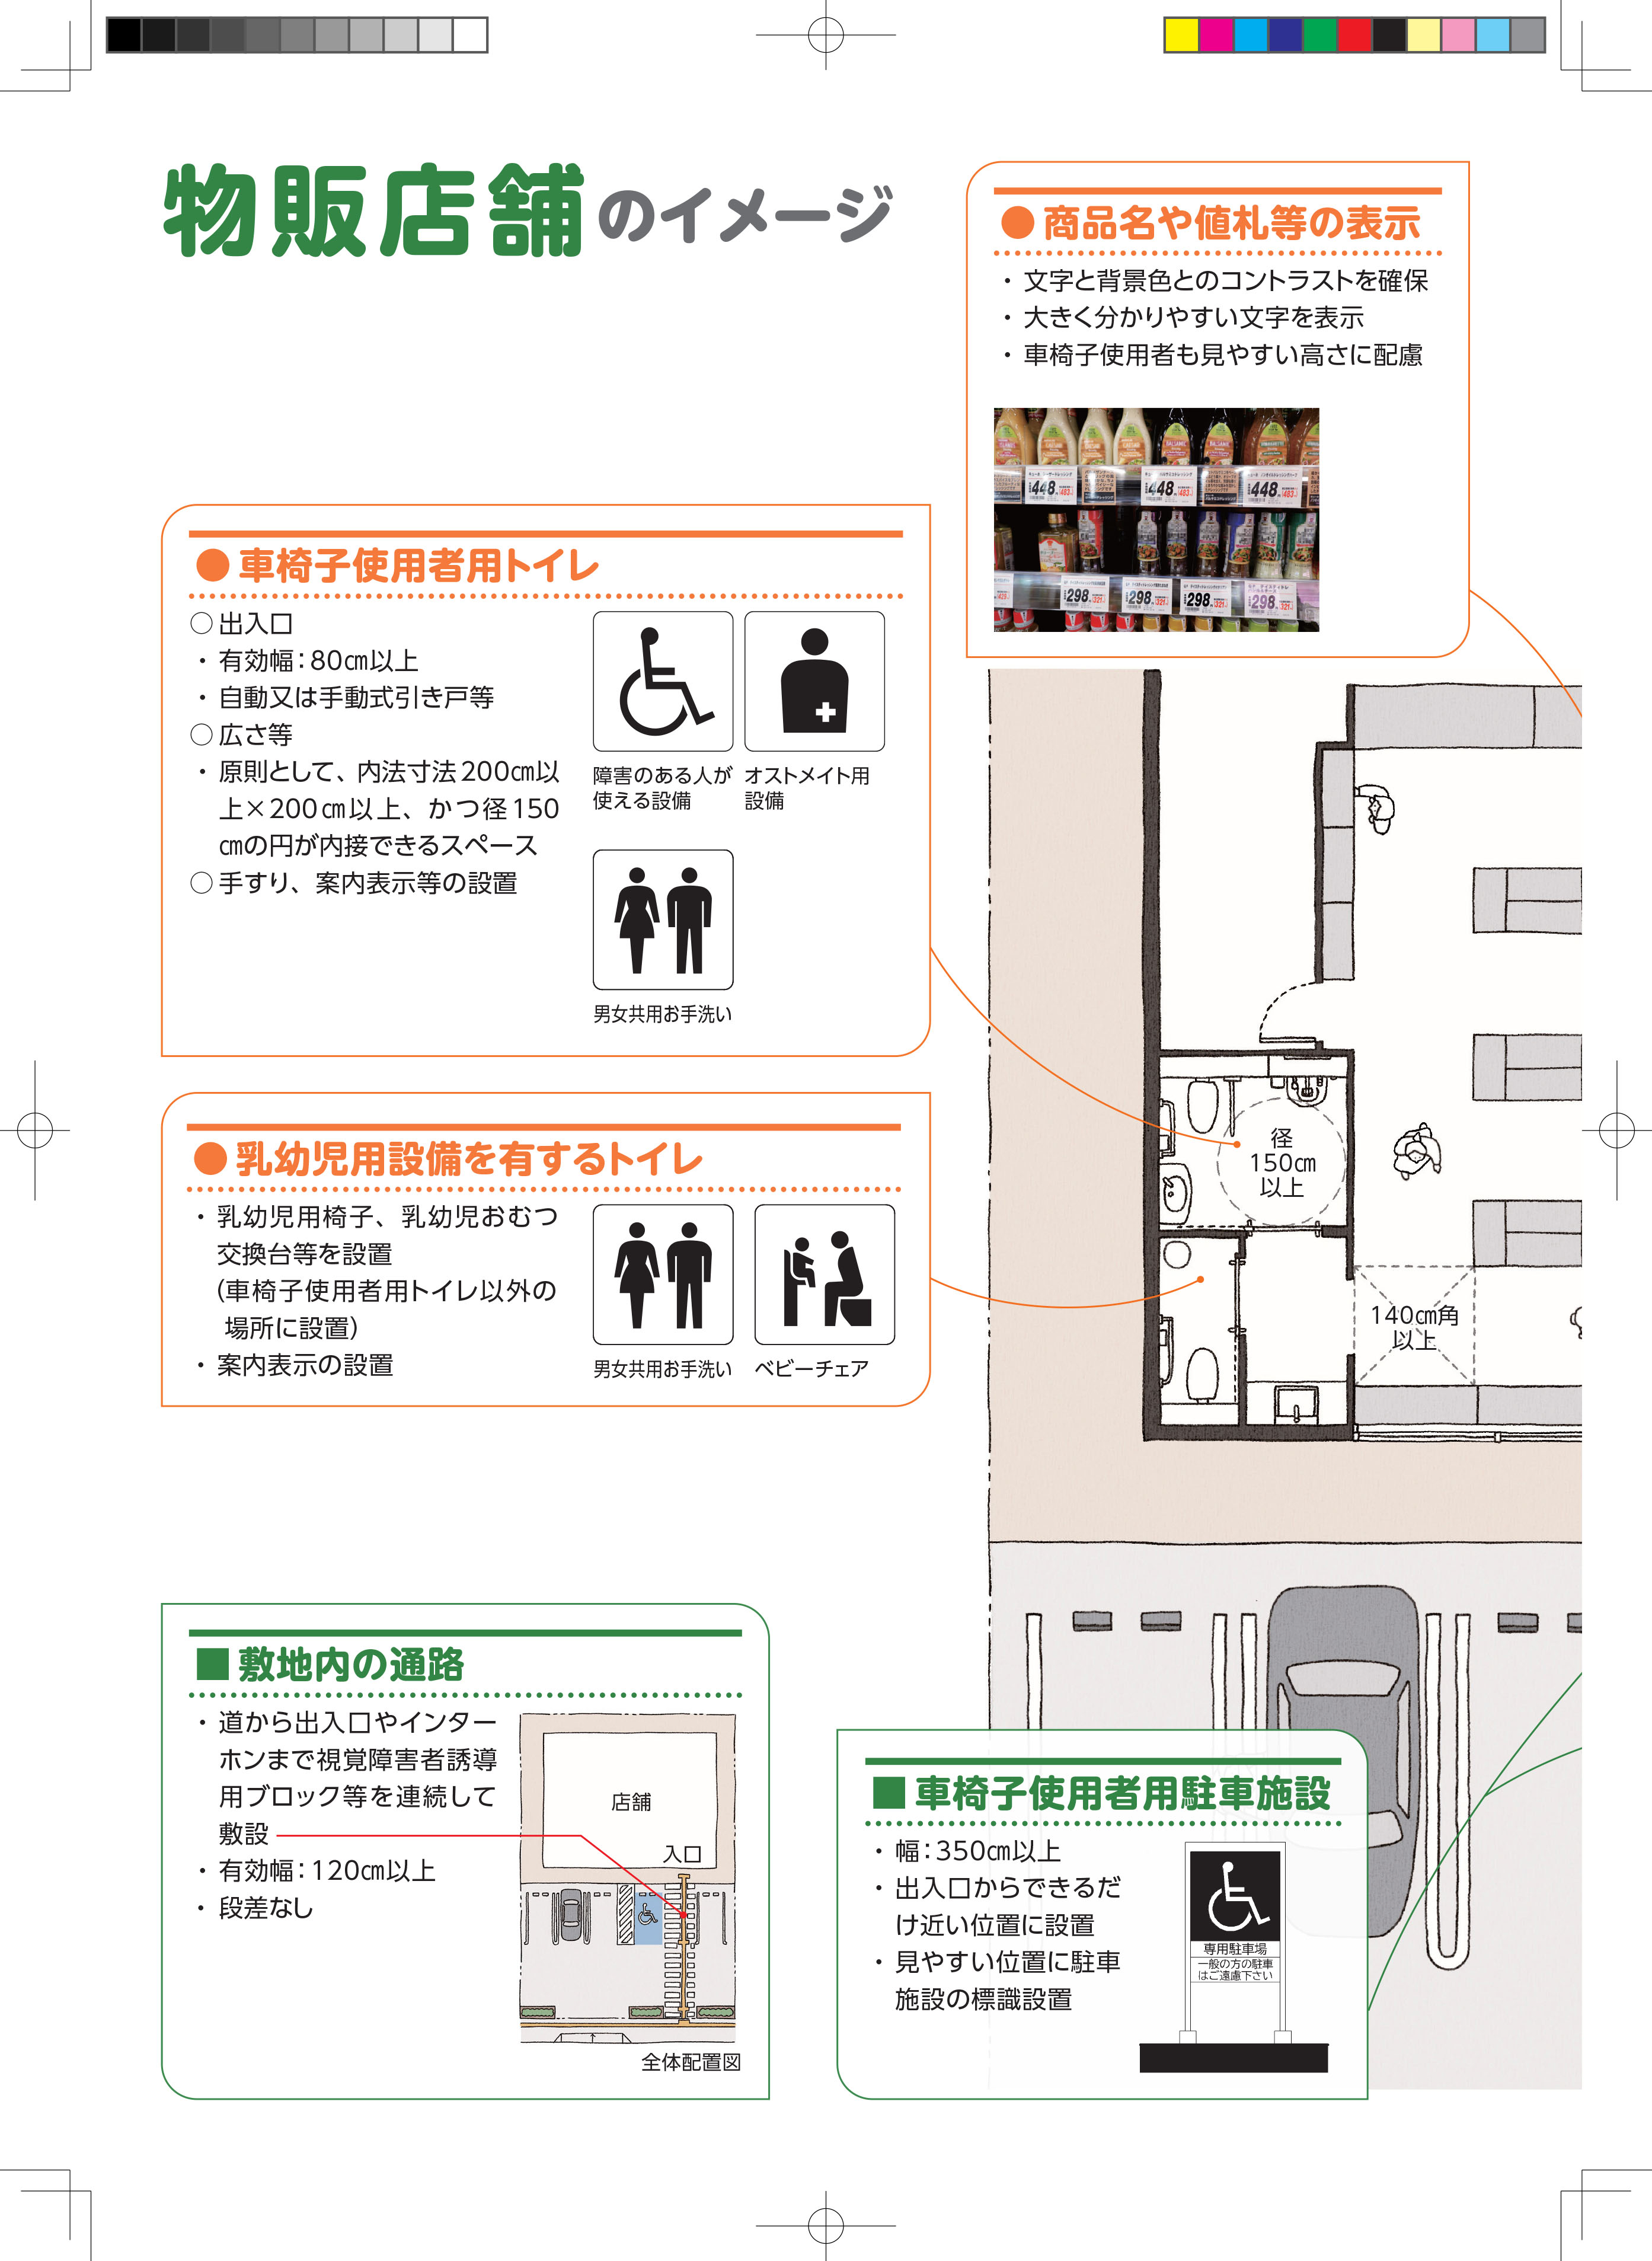 物販店舗のイメージ
● 商品名や値札等の表示
・ 文字と背景色とのコントラストを確保
・ 大きく分かりやすい文字を表示
・ 車椅子使用者も見やすい高さに配慮
448
483
448
483
448
298
321
298
321
298
321
298
321
● 車椅子使用者用トイレ
○ 出入口
・ 有効幅：80㎝以上
・ 自動又は手動式引き戸等
○ 広さ等
・ 原則として、内法寸法200㎝以
上×200㎝以上、かつ径150
㎝の円が内接できるスペース
○ 手すり、案内表示等の設置
障害のある人が
使える設備
オストメイト用
設備
男女共用お手洗い
● 乳幼児用設備を有するトイレ
・ 乳幼児用椅子、乳幼児おむつ
交換台等を設置
（車椅子使用者用トイレ以外の
場所に設置）
・ 案内表示の設置
男女共用お手洗い
ベビーチェア
径
150㎝
以上
140㎝角
以上
■ 敷地内の通路
・ 道から出入口やインター
ホンまで視覚障害者誘導
用ブロック等を連続して
敷設
・ 有効幅：120㎝以上
・ 段差なし
店舗
入口
全体配置図
■ 車椅子使用者用駐車施設
・ 幅：350㎝以上
・ 出入口からできるだ
け近い位置に設置
・ 見やすい位置に駐車
施設の標識設置
専用駐車場
一般の方の駐車
はご遠慮下さい